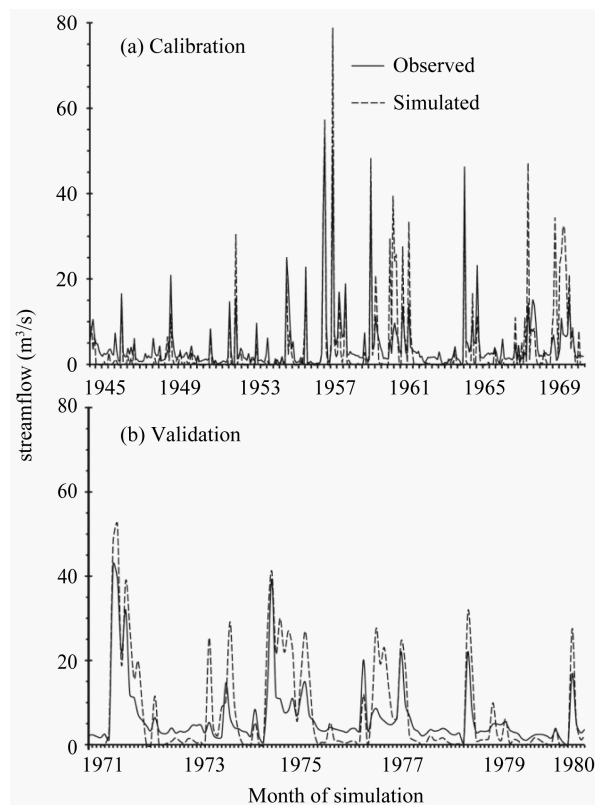 80
(a) Calibration
Observed
Simulated
60
40
20
0
1945 1949 1953 1957 1961 1965 1969
streamflow (m³/s)
80
(b) Validation
60
40
20
0
1971 1973 1975 1977 1979 1980
Month of simulation